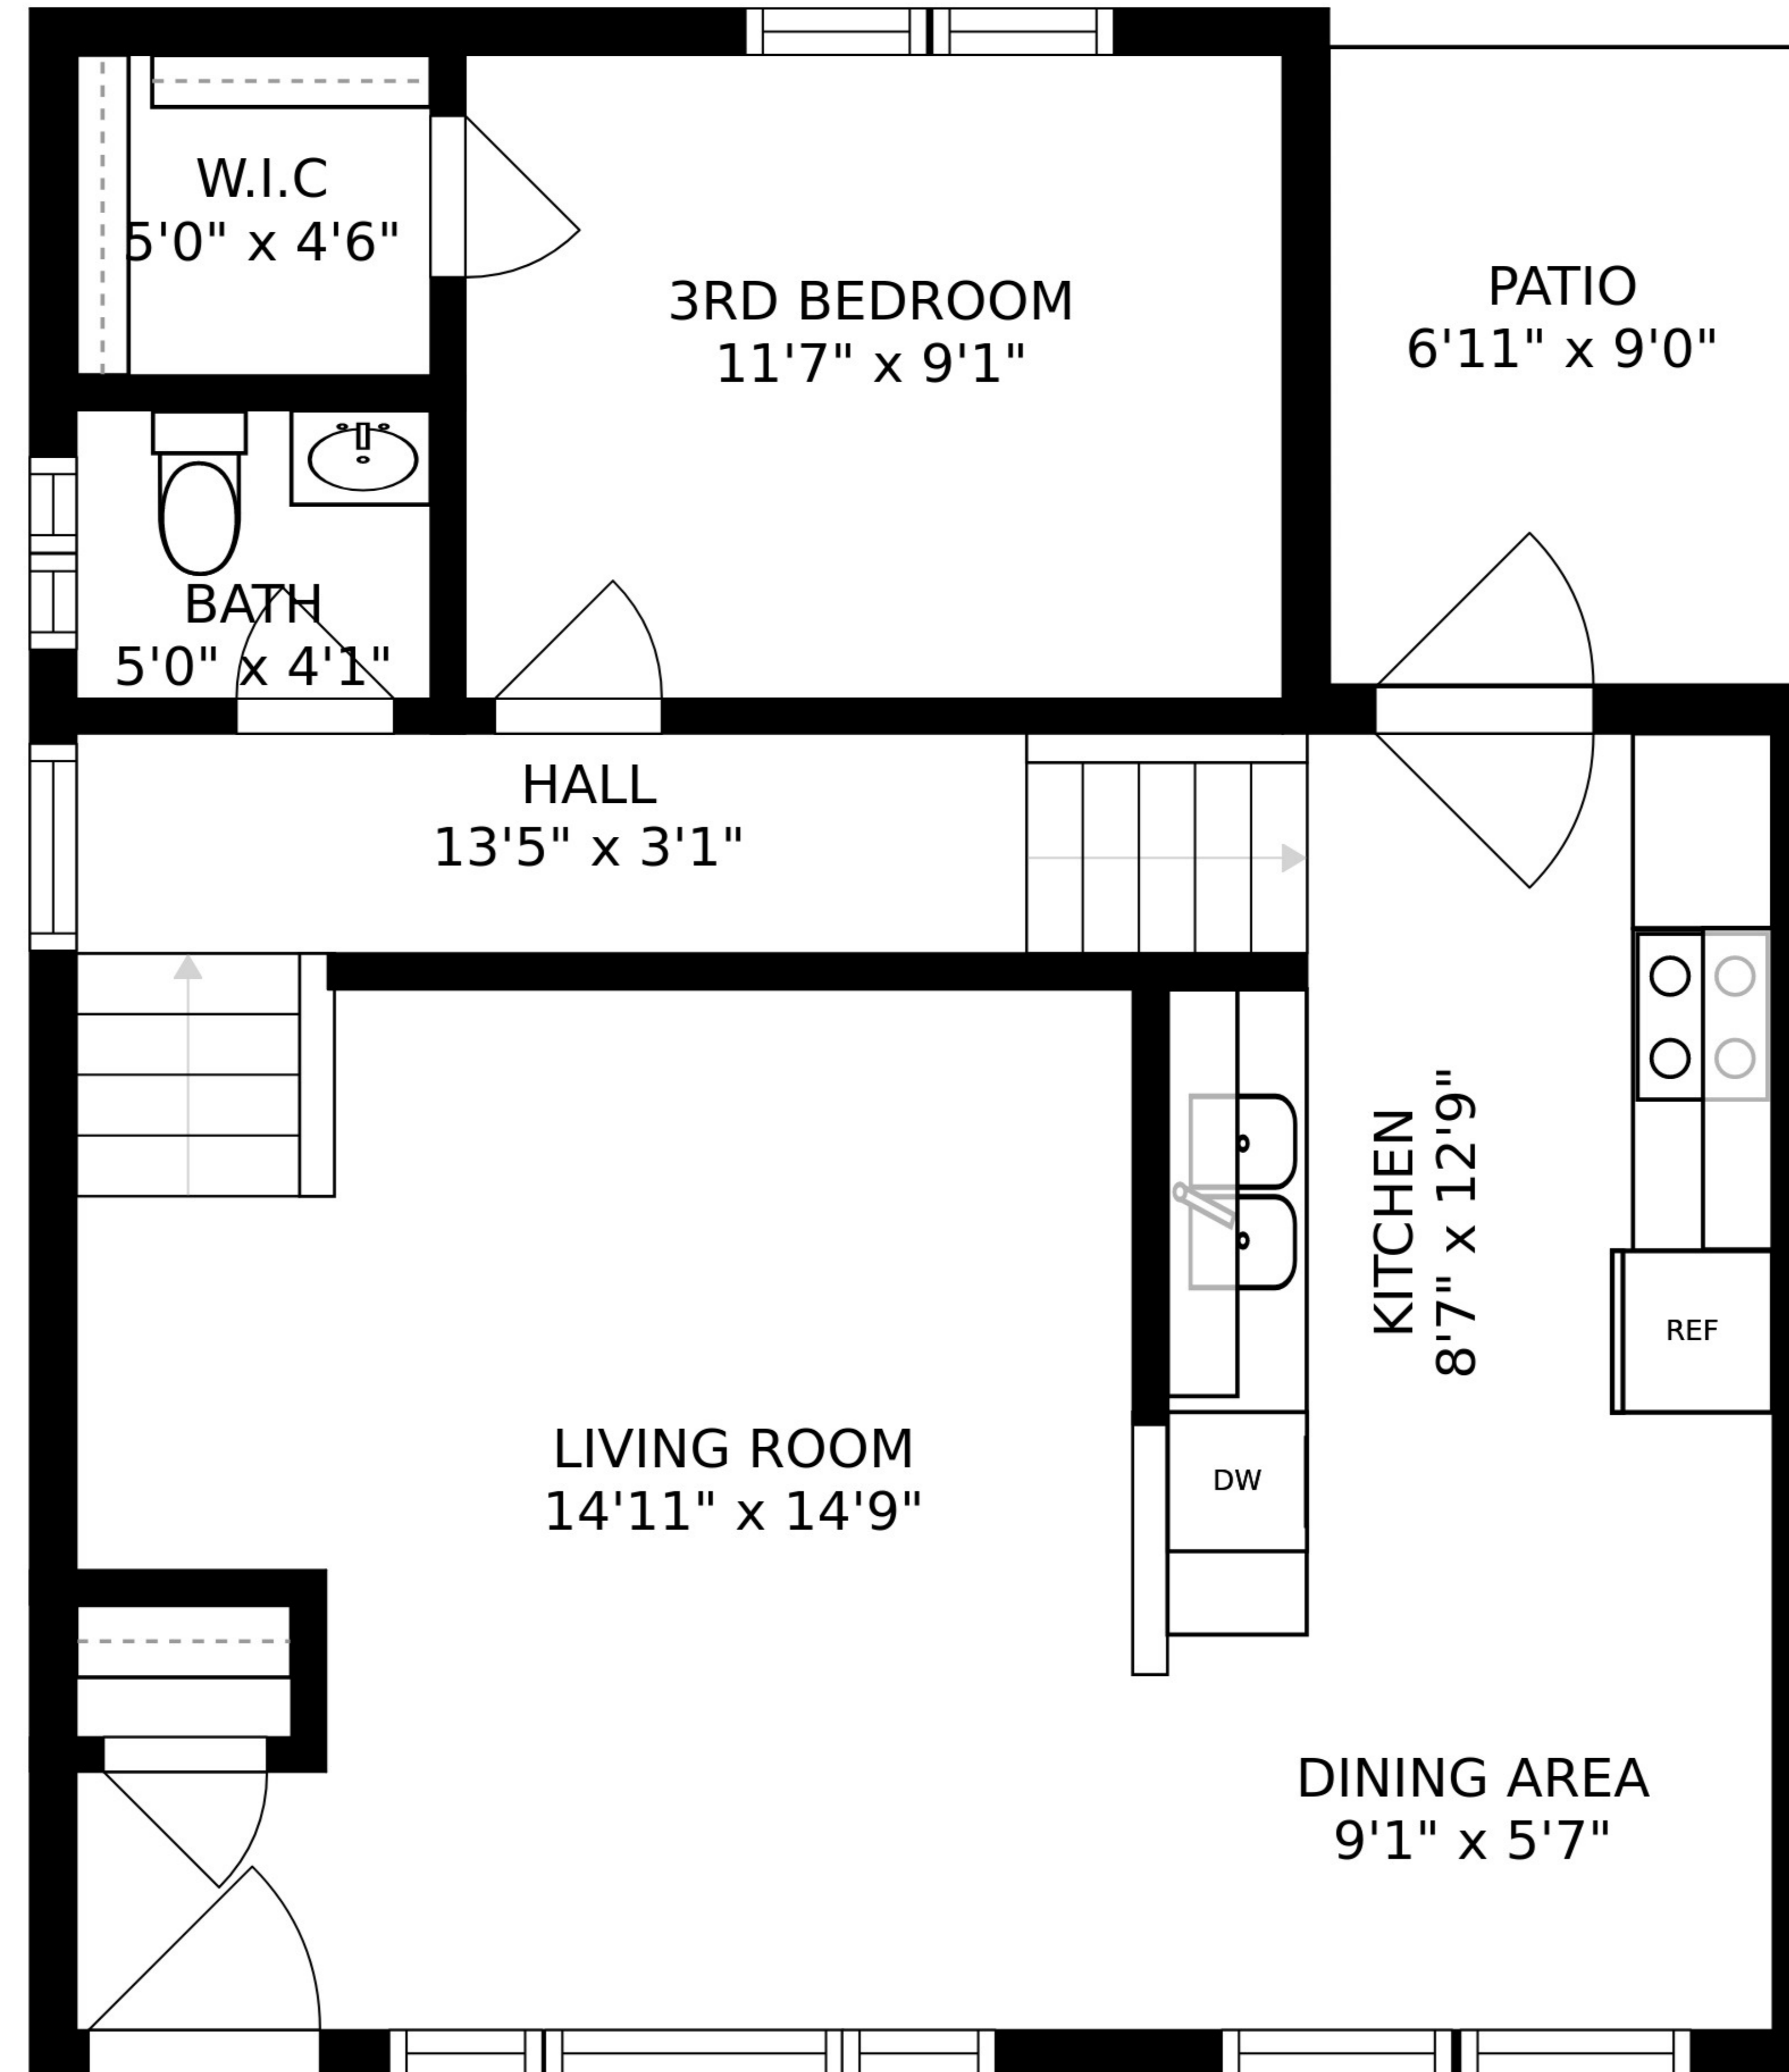 W.I.C
5'0" x 4'6"
3RD BEDROOM
11'7" x 9'1"
PATIO
6'11" x 9'0"
BATH
5'0" x 4'1"
HALL
13'5" x 3'1"
KITCHEN
8'7" x 12'9"
REF
LIVING ROOM
14'11" x 14'9"
DW
DINING AREA
9'1" x 5'7"